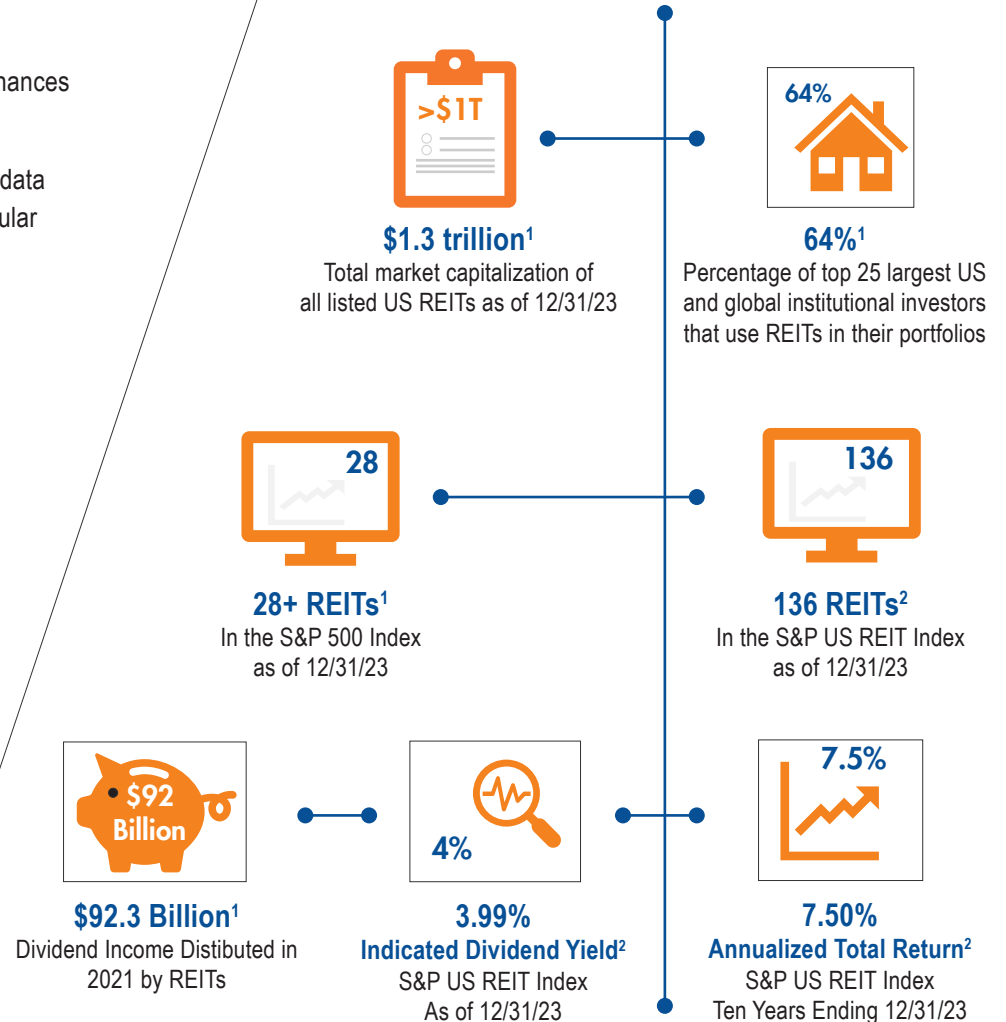 data
>$1T
$1.3 trillion¹
Total market capitalization of
all listed US REITs as of 12/31/23
64%
64%¹
Percentage of top 25 largest US
and global institutional investors
that use REITs in their portfolios
28
28+ REITs¹
In the S&P 500 Index
as of 12/31/23
136
136 REITs²
In the S&P US REIT Index
as of 12/31/23
$92
Billion
$92.3 Billion¹
Dividend Income Distibuted in
2021 by REITs
4%
3.99%
Indicated Dividend Yield²
S&P US REIT Index
As of 12/31/23
7.5%
7.50%
Annualized Total Return²
S&P US REIT Index
Ten Years Ending 12/31/23